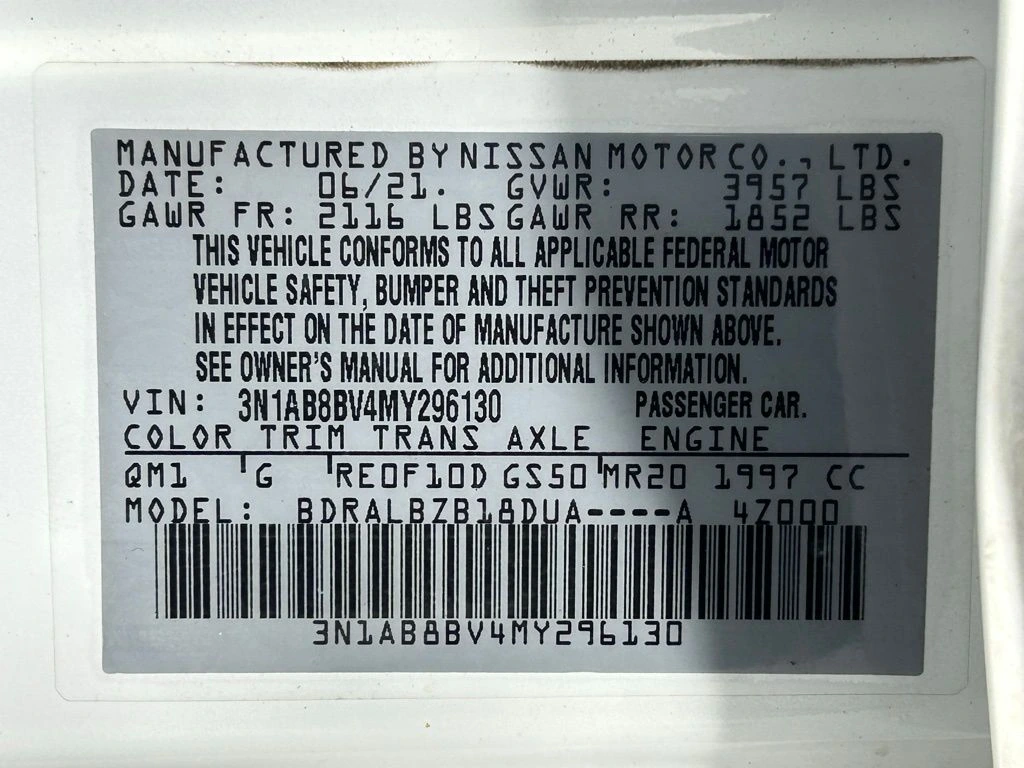 MANUFACTURED BY NISSAN MOTOR CO., LTD.
DATE: 06/21. GVWR: 3957 LBS
GAWR FR: 2116 LBS GAWR RR: 1852 LBS
THIS VEHICLE CONFORMS TO ALL APPLICABLE FEDERAL MOTOR
VEHICLE SAFETY, BUMPER AND THEFT PREVENTION STANDARDS
IN EFFECT ON THE DATE OF MANUFACTURE SHOWN ABOVE.
SEE OWNER'S MANUAL FOR ADDITIONAL INFORMATION.
VIN: 3N1AB8BV4MY296130 PASSENGER CAR.
COLOR TRIM TRANS AXLE ENGINE
QM1 G RE0F10D GS50 MR20 1997 CC
MODEL: BDRALBZB18DUA----A 4Z000
3N1AB8BV4MY296130